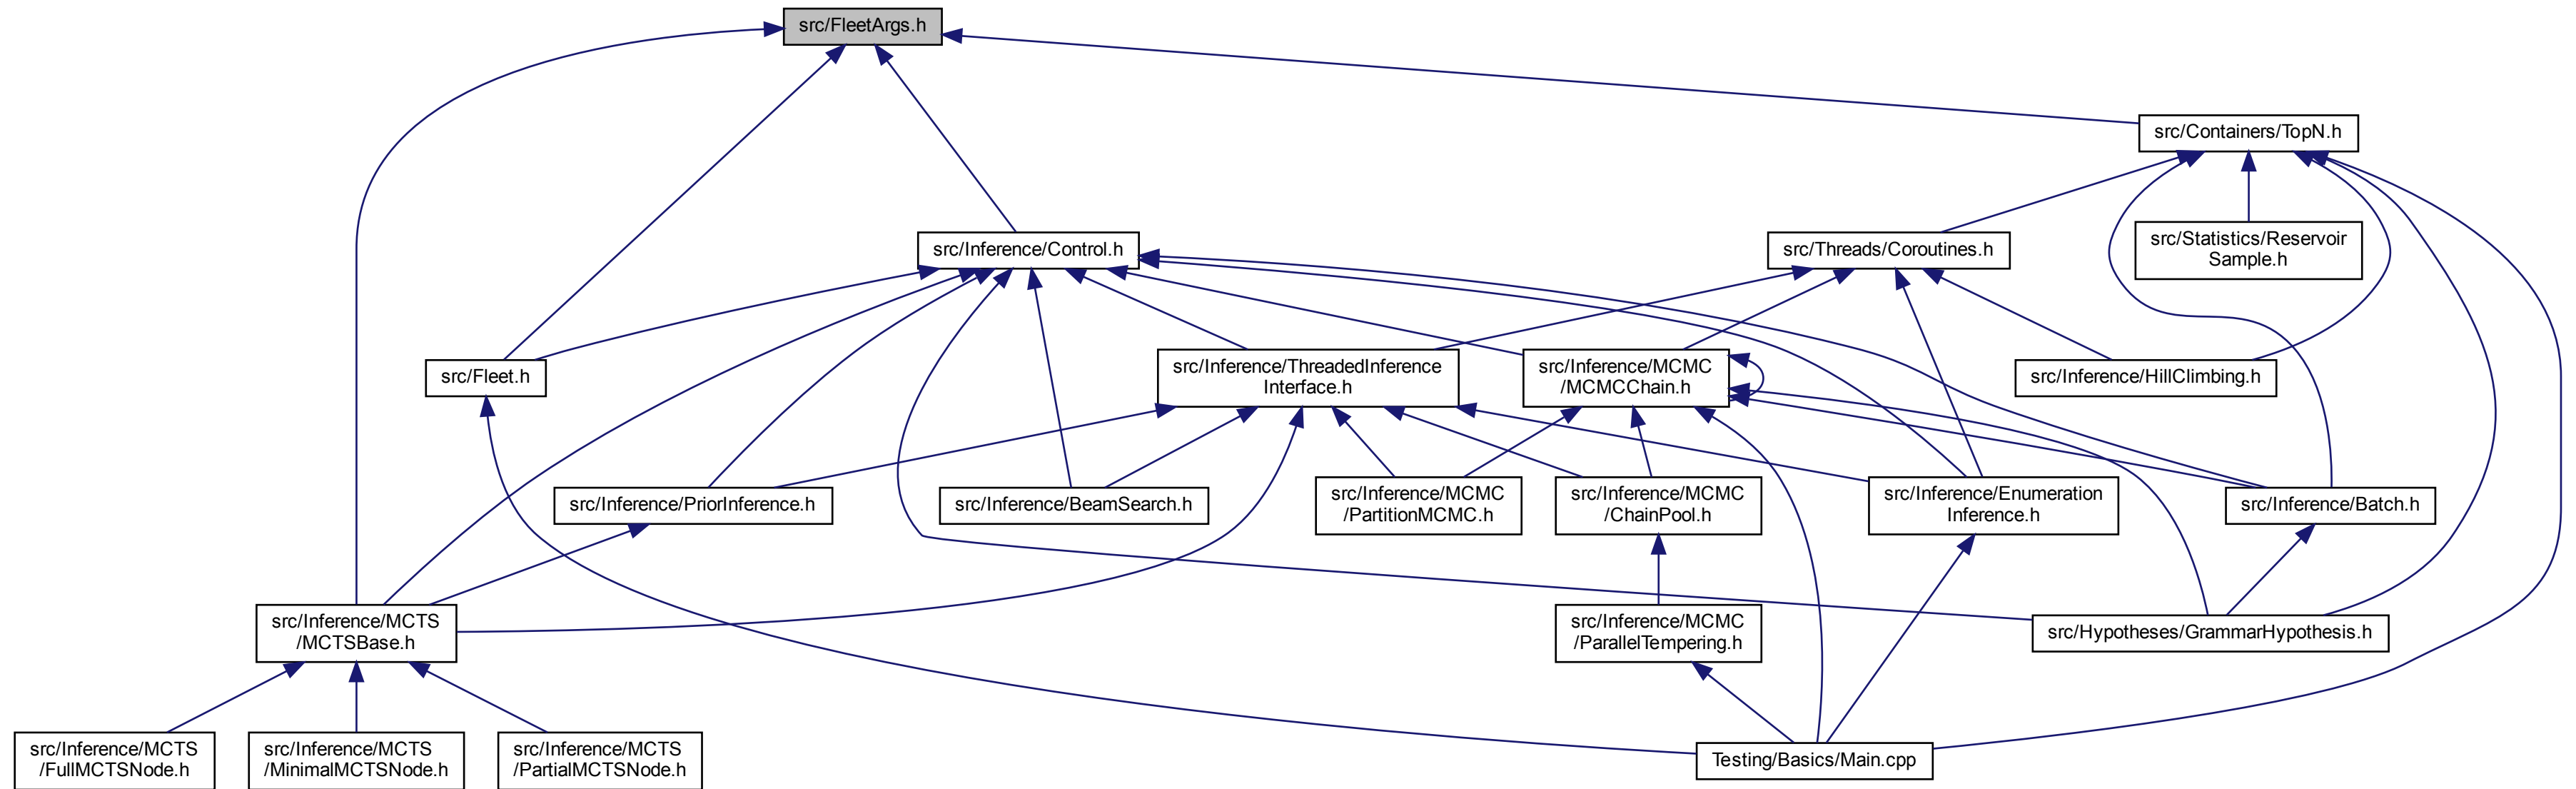 src/FleetArgs.h
src/Containers/TopN.h
src/Inference/Control.h
src/Threads/Coroutines.h
src/Statistics/Reservoir
Sample.h
src/Fleet.h
src/Inference/ThreadedInference
Interface.h
src/Inference/MCMC
/MCMCChain.h
src/Inference/HillClimbing.h
src/Inference/PriorInference.h
src/Inference/BeamSearch.h
src/Inference/MCMC
/PartitionMCMC.h
src/Inference/MCMC
/ChainPool.h
src/Inference/Enumeration
Inference.h
src/Inference/Batch.h
src/Inference/MCTS
/MCTSBase.h
src/Inference/MCMC
/ParallelTempering.h
src/Hypotheses/GrammarHypothesis.h
src/Inference/MCTS
/FullMCTSNode.h
src/Inference/MCTS
/MinimalMCTSNode.h
src/Inference/MCTS
/PartialMCTSNode.h
Testing/Basics/Main.cpp